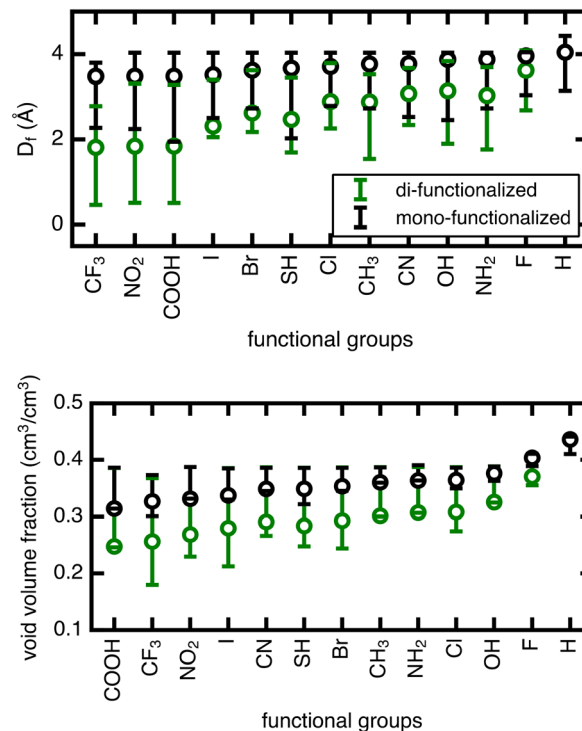 4
2
0
D_f (Å)
di-functionalized
mono-functionalized
CF₃
NO₂
COOH
I
Br
SH
Cl
CH₃
CN
OH
NH₂
F
H
functional groups
0.5
0.4
0.3
0.2
0.1
void volume fraction (cm³/cm³)
COOH
CF₃
NO₂
I
CN
SH
Br
CH₃
NH₂
Cl
OH
F
H
functional groups